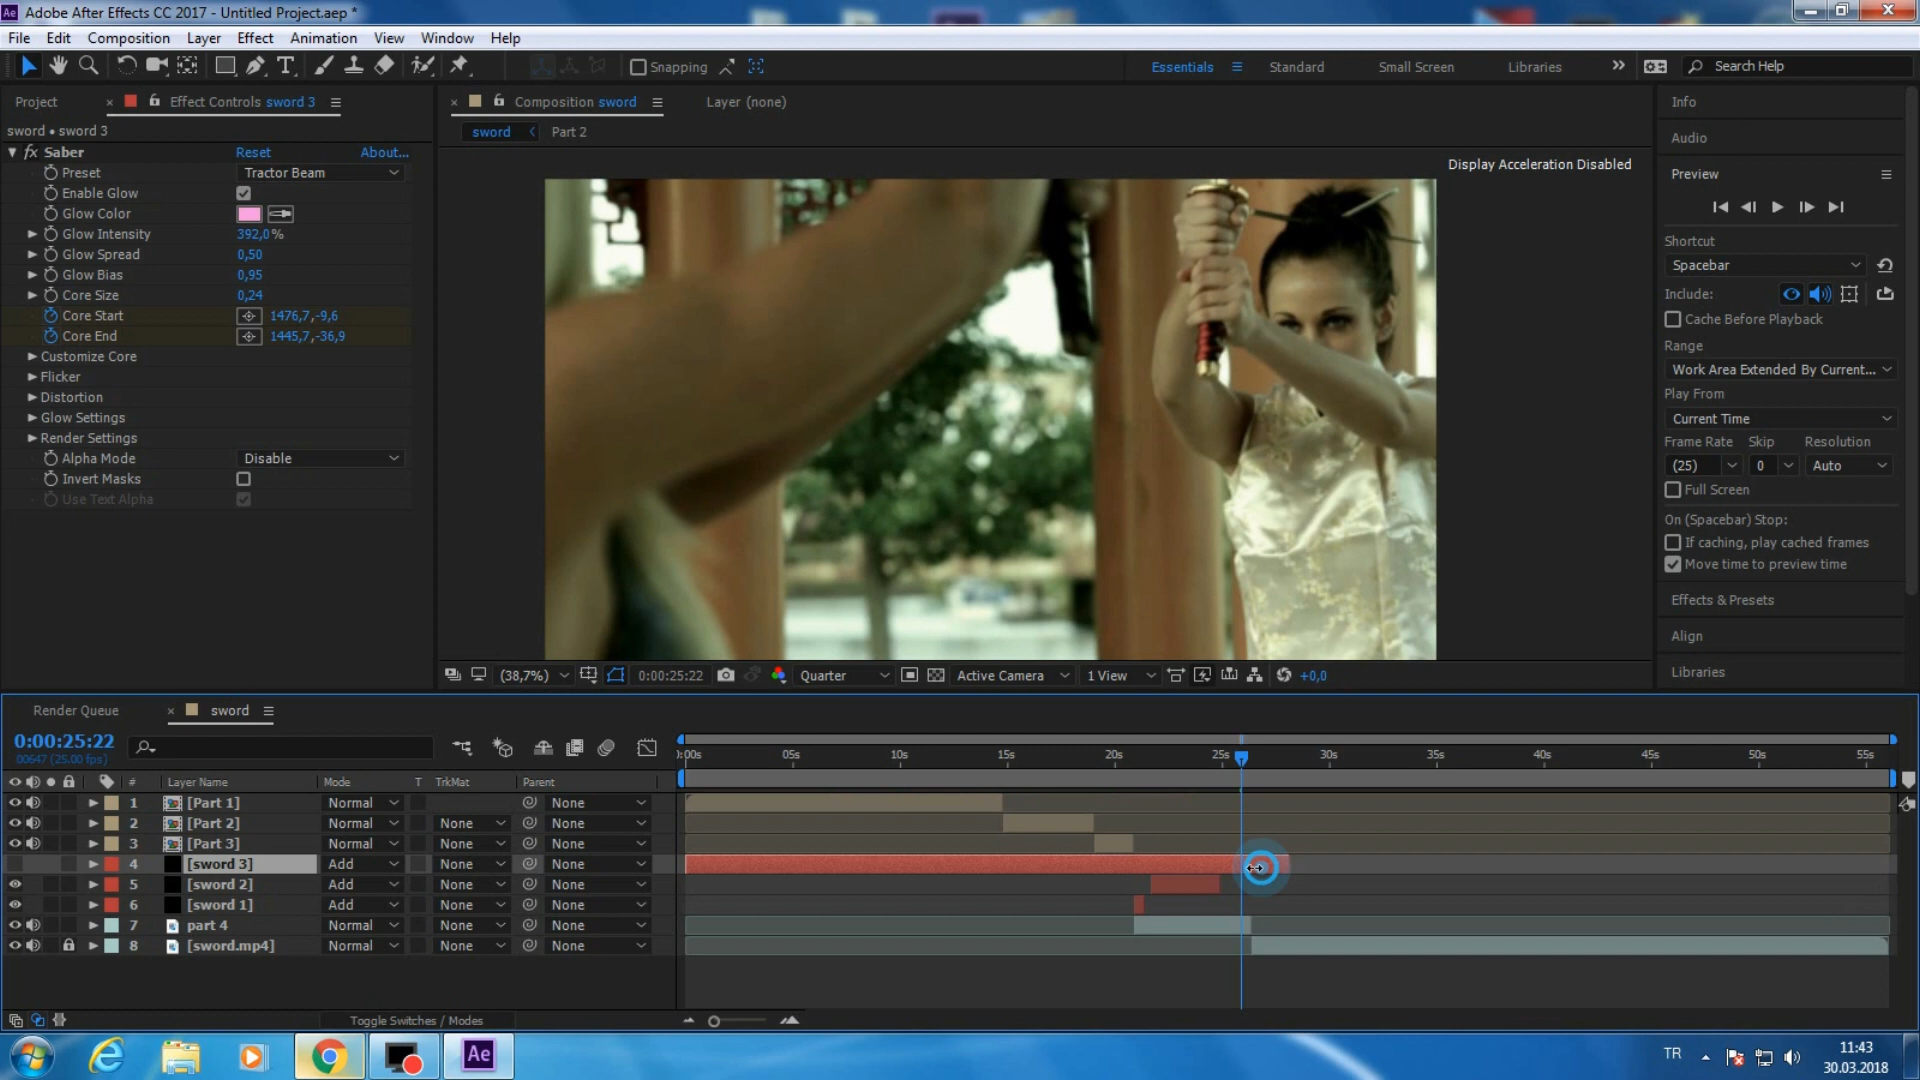 Adobe After Effects CC 2017 - Untitled Project.aep *
File Edit Composition Layer Effect Animation View Window Help
Snapping Essentials Standard Small Screen Libraries Search Help
Project Effect Controls sword 3
sword • sword 3
fx Saber Reset About...
Preset Tractor Beam
Enable Glow
Glow Color
Glow Intensity 392,0%
Glow Spread 0,50
Glow Bias 0,95
Core Size 0,24
Core Start 1476,7,-9,6
Core End 1445,7,-36,9
Customize Core
Flicker
Distortion
Glow Settings
Render Settings
Alpha Mode Disable
Invert Masks
Use Text Alpha
Composition sword Layer (none)
sword Part 2
Display Acceleration Disabled
(38,7%) 0:00:25:22 Quarter Active Camera 1 View +0,0
Info
Audio
Preview
Shortcut
Spacebar
Include:
Cache Before Playback
Range
Work Area Extended By Current...
Play From
Current Time
Frame Rate Skip Resolution
(25) 0 Auto
Full Screen
On (Spacebar) Stop:
If caching, play cached frames
Move time to preview time
Effects & Presets
Align
Libraries
Render Queue sword
0:00:25:22
00647 (25.00 fps)
:00s 05s 10s 15s 20s 25s 30s 35s 40s 45s 50s 55s
# Layer Name Mode T TrkMat Parent
1 [Part 1] Normal None
2 [Part 2] Normal None None
3 [Part 3] Normal None None
4 [sword 3] Add None None
5 [sword 2] Add None None
6 [sword 1] Add None None
7 part 4 Normal None None
8 [sword.mp4] Normal None None
Toggle Switches / Modes
Ae
TR 11:43
30.03.2018